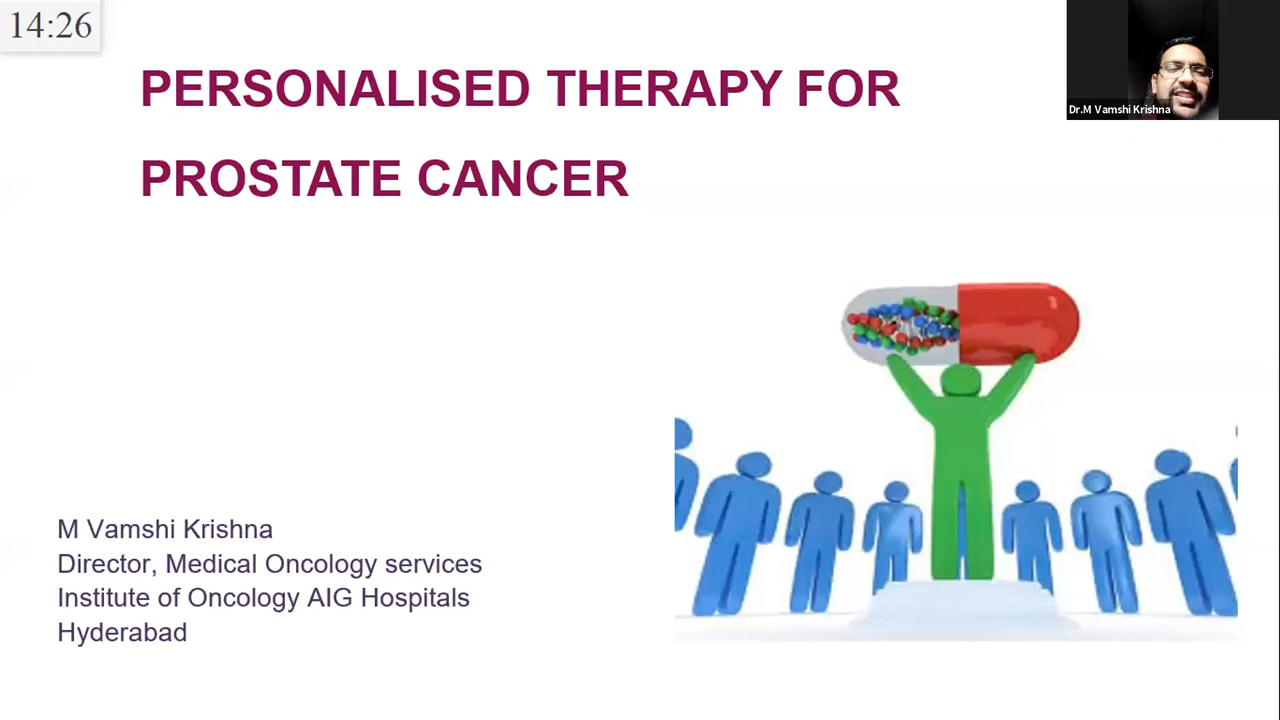 14:26
PERSONALISED THERAPY FOR
PROSTATE CANCER
Dr.M Vamshi Krishna
M Vamshi Krishna
Director, Medical Oncology services
Institute of Oncology AIG Hospitals
Hyderabad